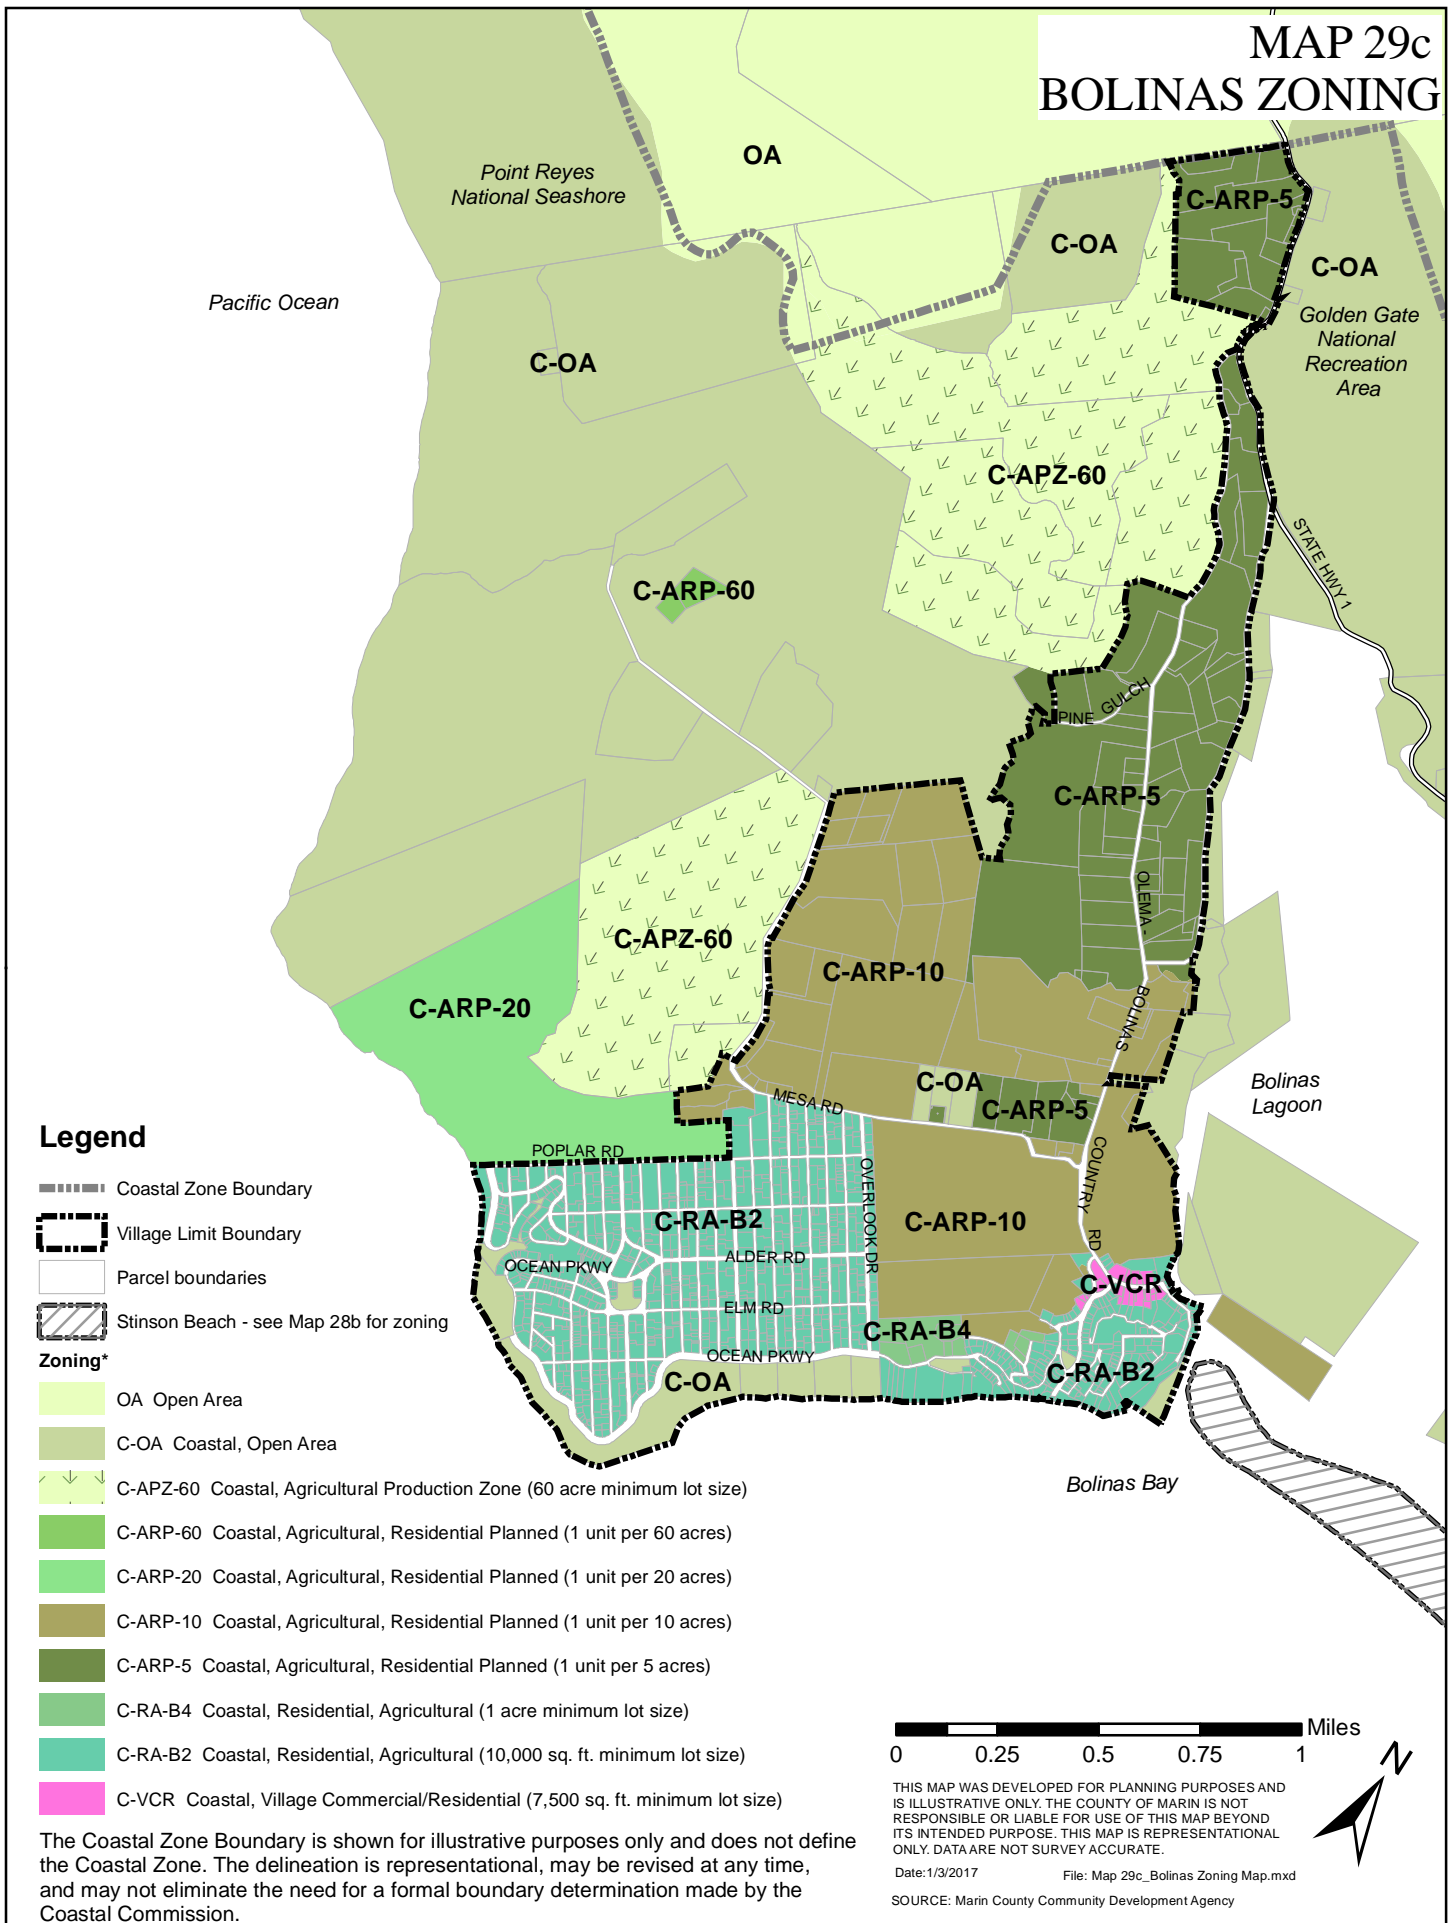 MAP 29c
BOLINAS ZONING
OA
Point Reyes
National Seashore
C-ARP-5
C-OA
C-OA
Pacific Ocean
Golden Gate
National
Recreation
Area
C-OA
C-APZ-60
STATE HWY 1
C-ARP-60
PINE GULCH
C-ARP-5
OLEMA -
C-APZ-60
C-ARP-10
C-ARP-20
BOLINAS
C-OA
Bolinas
Lagoon
MESA RD
C-ARP-5
POPLAR RD
COUNTRY
OVERLOOK DR
C-RA-B2
C-ARP-10
RD
ALDER RD
OCEAN PKWY
C-VCR
ELM RD
C-RA-B4
OCEAN PKWY
C-OA
C-RA-B2
Bolinas Bay
Legend
Coastal Zone Boundary
Village Limit Boundary
Parcel boundaries
Stinson Beach - see Map 28b for zoning
Zoning*
OA Open Area
C-OA Coastal, Open Area
C-APZ-60 Coastal, Agricultural Production Zone (60 acre minimum lot size)
C-ARP-60 Coastal, Agricultural, Residential Planned (1 unit per 60 acres)
C-ARP-20 Coastal, Agricultural, Residential Planned (1 unit per 20 acres)
C-ARP-10 Coastal, Agricultural, Residential Planned (1 unit per 10 acres)
C-ARP-5 Coastal, Agricultural, Residential Planned (1 unit per 5 acres)
C-RA-B4 Coastal, Residential, Agricultural (1 acre minimum lot size)
C-RA-B2 Coastal, Residential, Agricultural (10,000 sq. ft. minimum lot size)
C-VCR Coastal, Village Commercial/Residential (7,500 sq. ft. minimum lot size)
The Coastal Zone Boundary is shown for illustrative purposes only and does not define
the Coastal Zone. The delineation is representational, may be revised at any time,
and may not eliminate the need for a formal boundary determination made by the
Coastal Commission.
Miles
0 0.25 0.5 0.75 1
N
THIS MAP WAS DEVELOPED FOR PLANNING PURPOSES AND
IS ILLUSTRATIVE ONLY. THE COUNTY OF MARIN IS NOT
RESPONSIBLE OR LIABLE FOR USE OF THIS MAP BEYOND
ITS INTENDED PURPOSE. THIS MAP IS REPRESENTATIONAL
ONLY. DATA ARE NOT SURVEY ACCURATE.
Date:1/3/2017 File: Map 29c_Bolinas Zoning Map.mxd
SOURCE: Marin County Community Development Agency